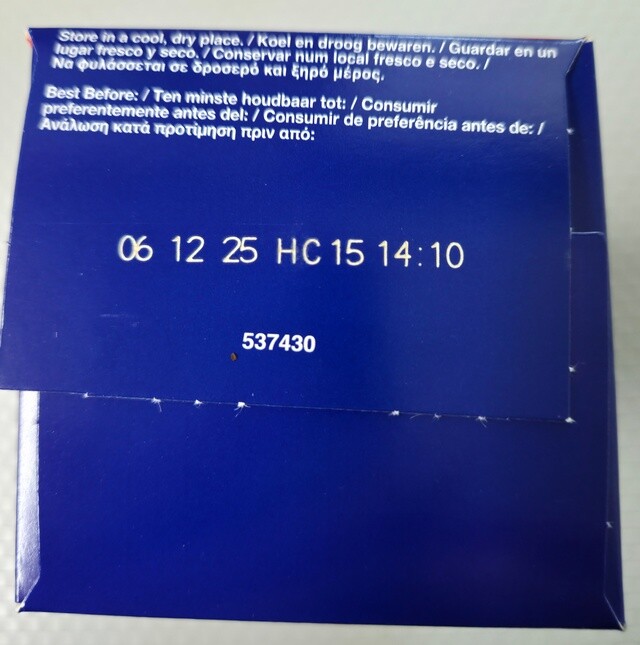 Store in a cool, dry place. / Koel en droog bewaren. / Guardar en un
lugar fresco y seco. / Conservar num local fresco e seco. /
Να φυλάσσεται σε δροσερό και ξηρό μέρος.
Best Before: / Ten minste houdbaar tot: / Consumir
preferentemente antes del: / Consumir de preferência antes de: /
Ανάλωση κατά προτίμηση πριν από:
06 12 25 HC 15 14:10
537430